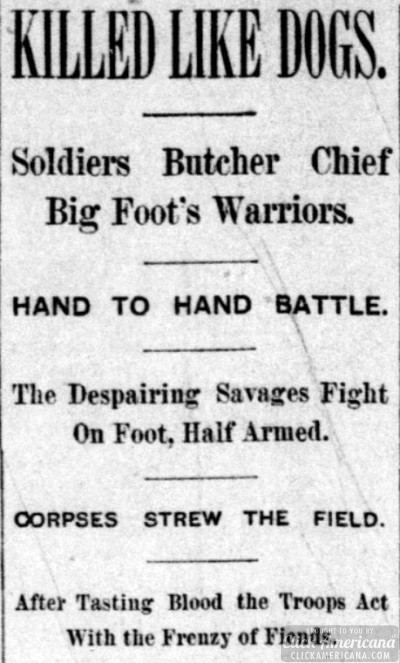 KILLED LIKE DOGS.
Soldiers Butcher Chief
Big Foot's Warriors.
HAND TO HAND BATTLE.
The Despairing Savages Fight
On Foot, Half Armed.
CORPSES STREW THE FIELD.
After Tasting Blood the Troops Act
With the Frenzy of Fiends.
BROUGHT TO YOU BY
Click Americana
CLICKAMERICANA.COM